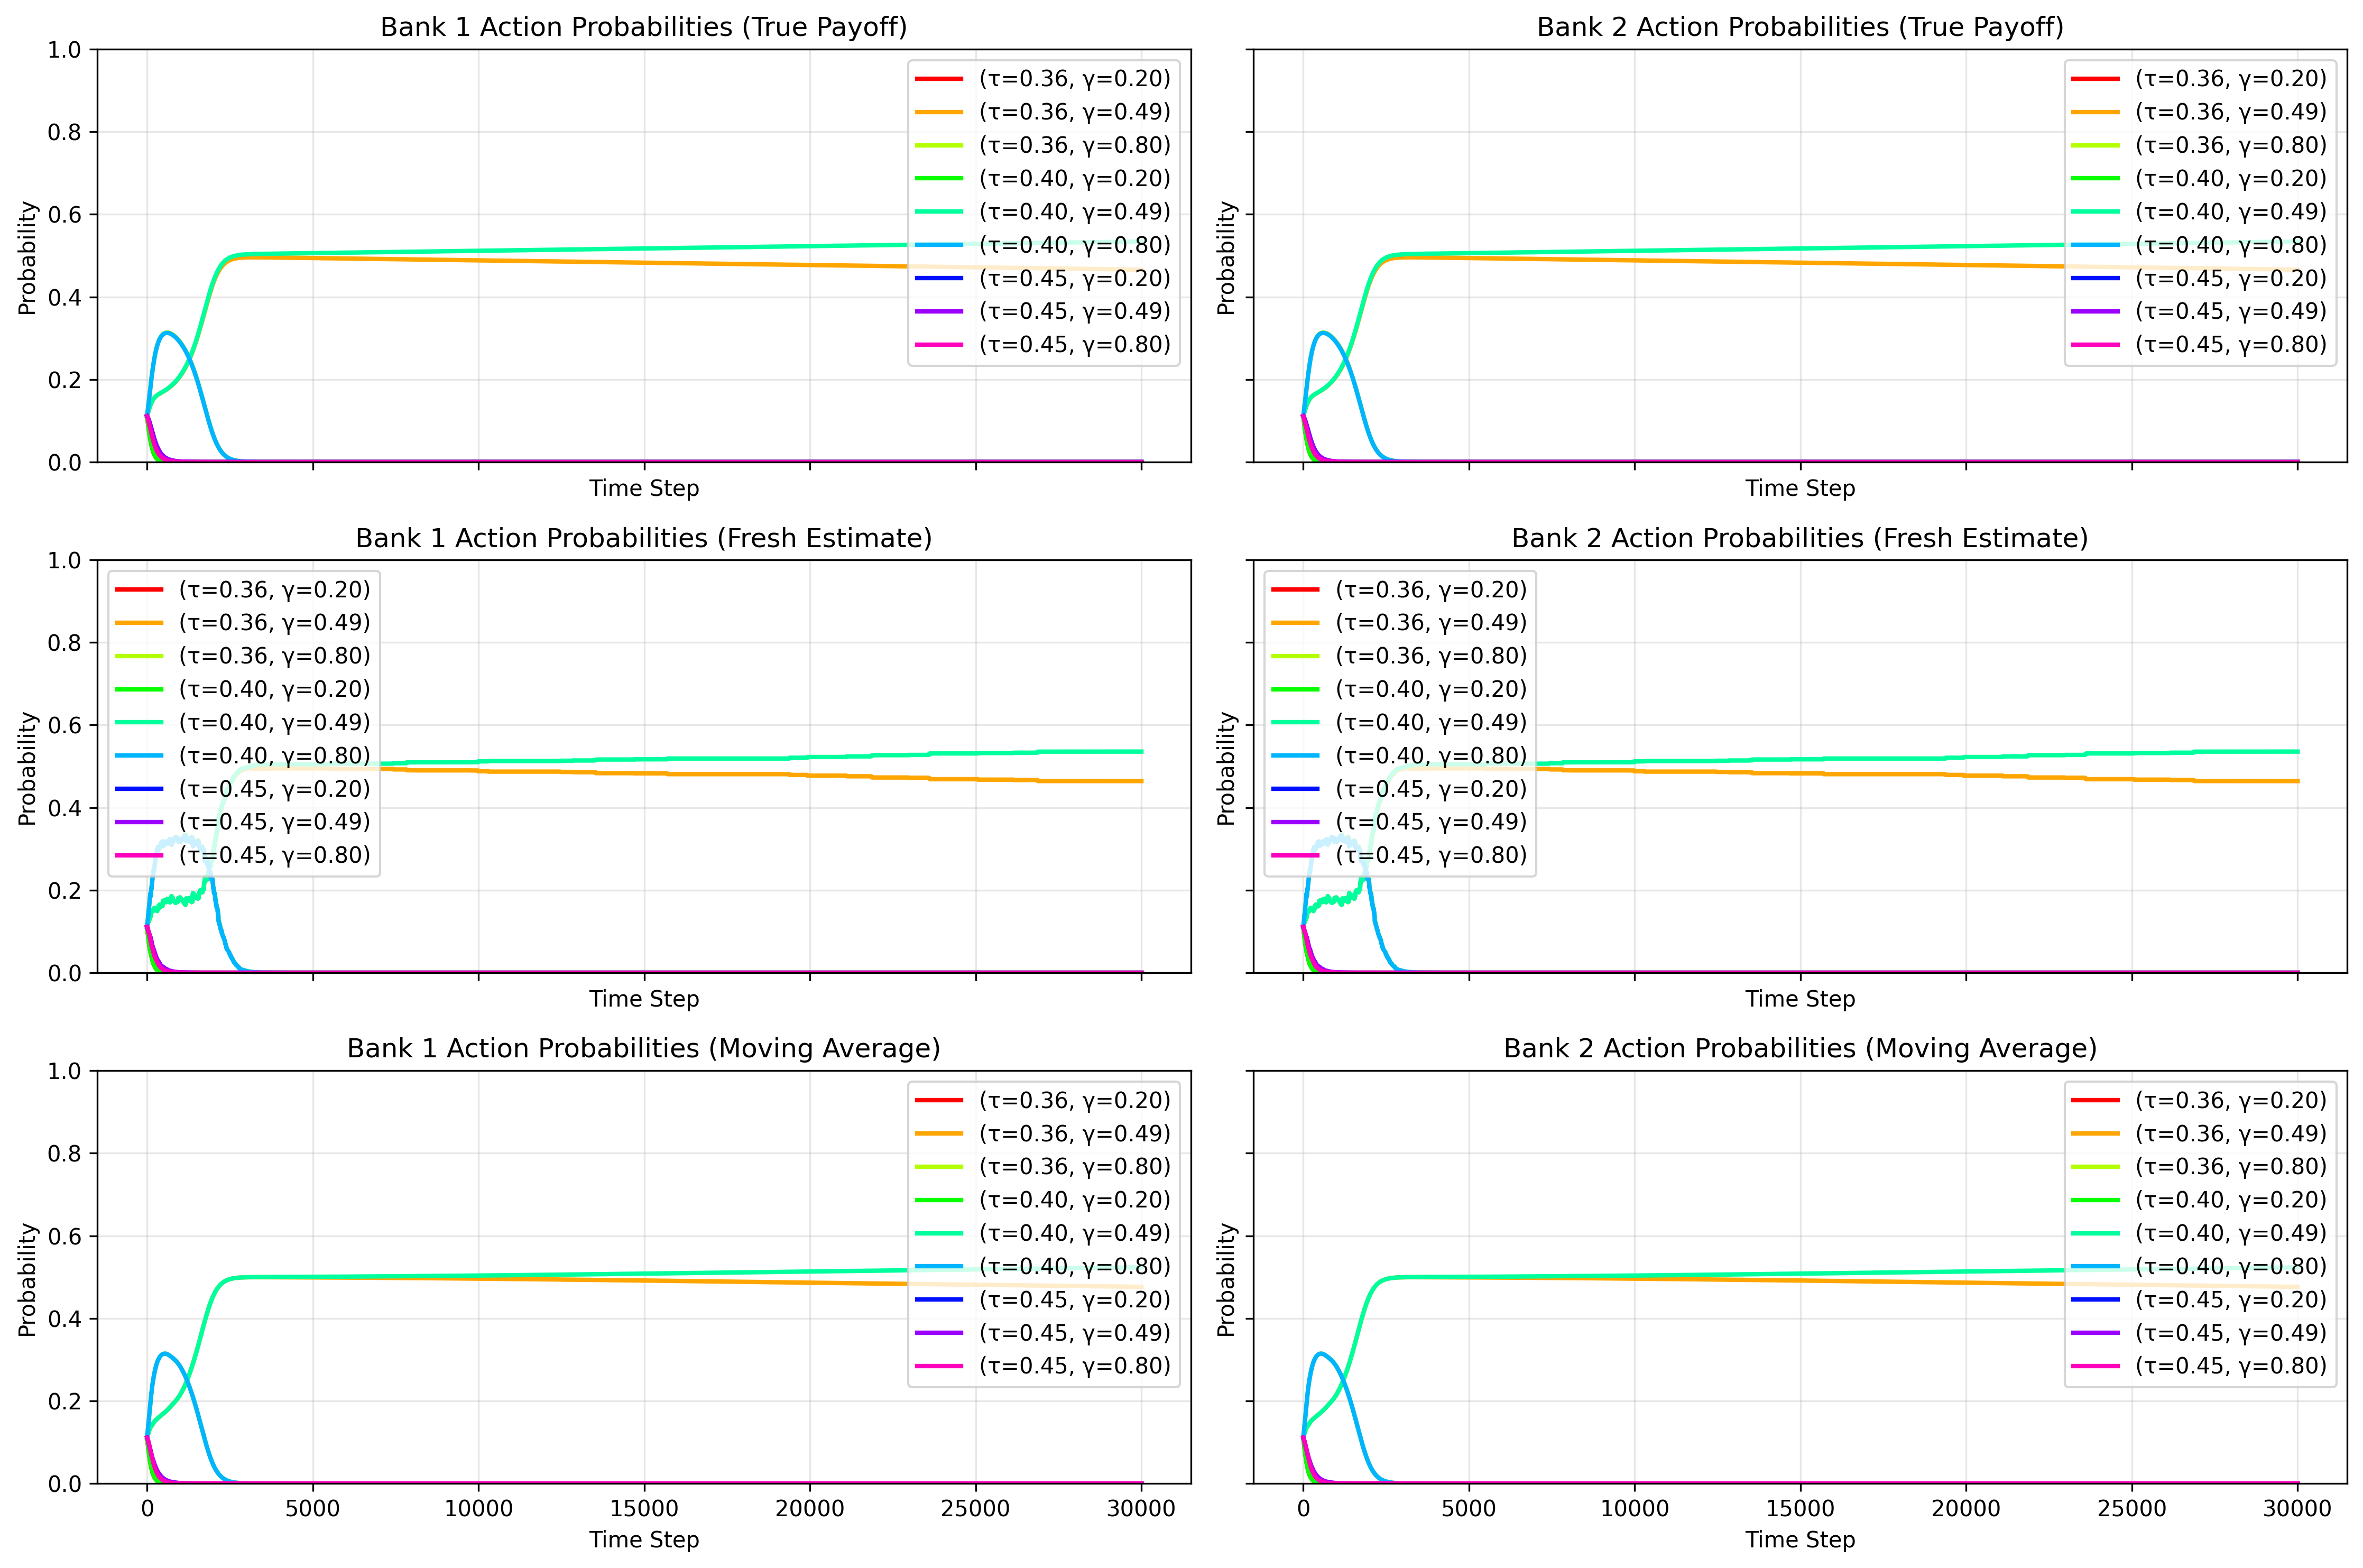 Bank 1 Action Probabilities (True Payoff)
1.0
0.8
0.6
0.4
0.2
0.0
Probability
Time Step
(τ=0.36, γ=0.20)
(τ=0.36, γ=0.49)
(τ=0.36, γ=0.80)
(τ=0.40, γ=0.20)
(τ=0.40, γ=0.49)
(τ=0.40, γ=0.80)
(τ=0.45, γ=0.20)
(τ=0.45, γ=0.49)
(τ=0.45, γ=0.80)
Bank 2 Action Probabilities (True Payoff)
Probability
Time Step
(τ=0.36, γ=0.20)
(τ=0.36, γ=0.49)
(τ=0.36, γ=0.80)
(τ=0.40, γ=0.20)
(τ=0.40, γ=0.49)
(τ=0.40, γ=0.80)
(τ=0.45, γ=0.20)
(τ=0.45, γ=0.49)
(τ=0.45, γ=0.80)
Bank 1 Action Probabilities (Fresh Estimate)
1.0
0.8
0.6
0.4
0.2
0.0
Probability
Time Step
(τ=0.36, γ=0.20)
(τ=0.36, γ=0.49)
(τ=0.36, γ=0.80)
(τ=0.40, γ=0.20)
(τ=0.40, γ=0.49)
(τ=0.40, γ=0.80)
(τ=0.45, γ=0.20)
(τ=0.45, γ=0.49)
(τ=0.45, γ=0.80)
Bank 2 Action Probabilities (Fresh Estimate)
Probability
Time Step
(τ=0.36, γ=0.20)
(τ=0.36, γ=0.49)
(τ=0.36, γ=0.80)
(τ=0.40, γ=0.20)
(τ=0.40, γ=0.49)
(τ=0.40, γ=0.80)
(τ=0.45, γ=0.20)
(τ=0.45, γ=0.49)
(τ=0.45, γ=0.80)
Bank 1 Action Probabilities (Moving Average)
1.0
0.8
0.6
0.4
0.2
0.0
Probability
0 5000 10000 15000 20000 25000 30000
Time Step
(τ=0.36, γ=0.20)
(τ=0.36, γ=0.49)
(τ=0.36, γ=0.80)
(τ=0.40, γ=0.20)
(τ=0.40, γ=0.49)
(τ=0.40, γ=0.80)
(τ=0.45, γ=0.20)
(τ=0.45, γ=0.49)
(τ=0.45, γ=0.80)
Bank 2 Action Probabilities (Moving Average)
Probability
0 5000 10000 15000 20000 25000 30000
Time Step
(τ=0.36, γ=0.20)
(τ=0.36, γ=0.49)
(τ=0.36, γ=0.80)
(τ=0.40, γ=0.20)
(τ=0.40, γ=0.49)
(τ=0.40, γ=0.80)
(τ=0.45, γ=0.20)
(τ=0.45, γ=0.49)
(τ=0.45, γ=0.80)